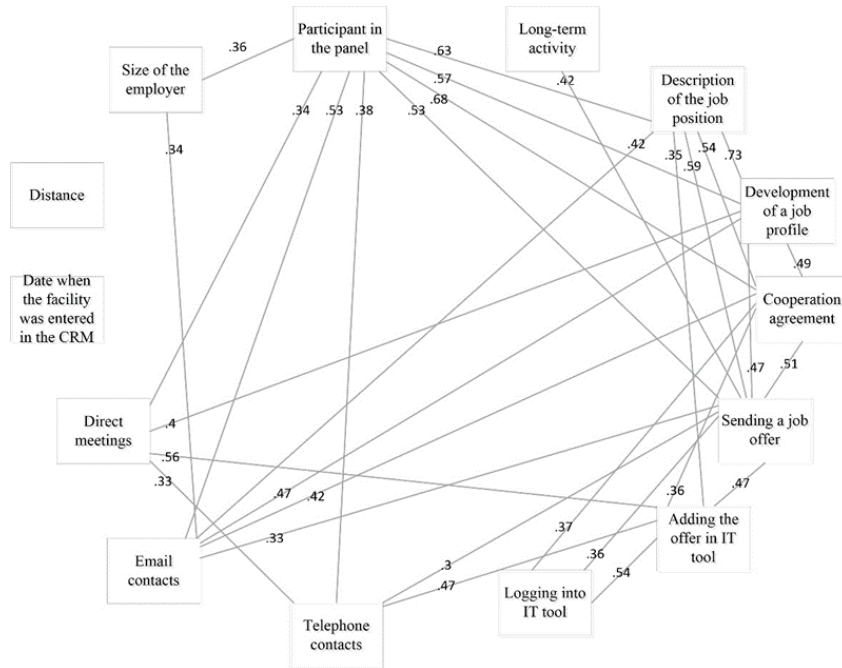 Participant in
the panel
Long-term
activity
.36
.63
Size of the
employer
.57
.42
Description
of the job
position
.68
.34
.53
.38
.53
.34
.42
.35
.54
.59
.73
Distance
Development
of a job
profile
.49
Date when
the facility
was entered
in the CRM
Cooperation
agreement
.47
.51
Direct
meetings
.4
Sending a job
offer
.56
.33
.47
.42
.36
.47
.33
.37
Adding the
offer in IT
tool
Email
contacts
.3
.36
.47
.54
Logging into
IT tool
Telephone
contacts